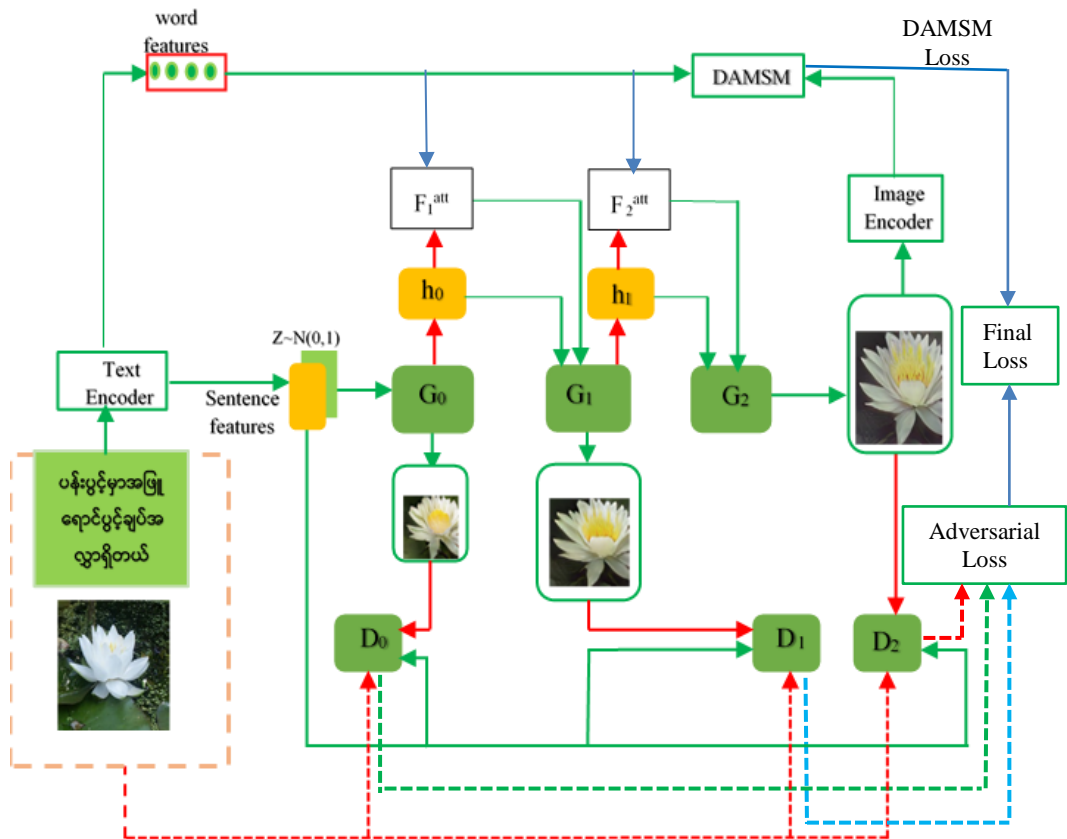 word
features
DAMSM
DAMSM
Loss
F₁ᵃᵗᵗ
F₂ᵃᵗᵗ
Image
Encoder
h₀
h₁
Z~N(0,1)
Text
Encoder
Sentence
features
G₀
G₁
G₂
Final
Loss
ပန်းပွင့်မှာအဖြူ
ရောင်ပွင့်ချပ်အ
လွှာရှိတယ်
Adversarial
Loss
D₀
D₁
D₂